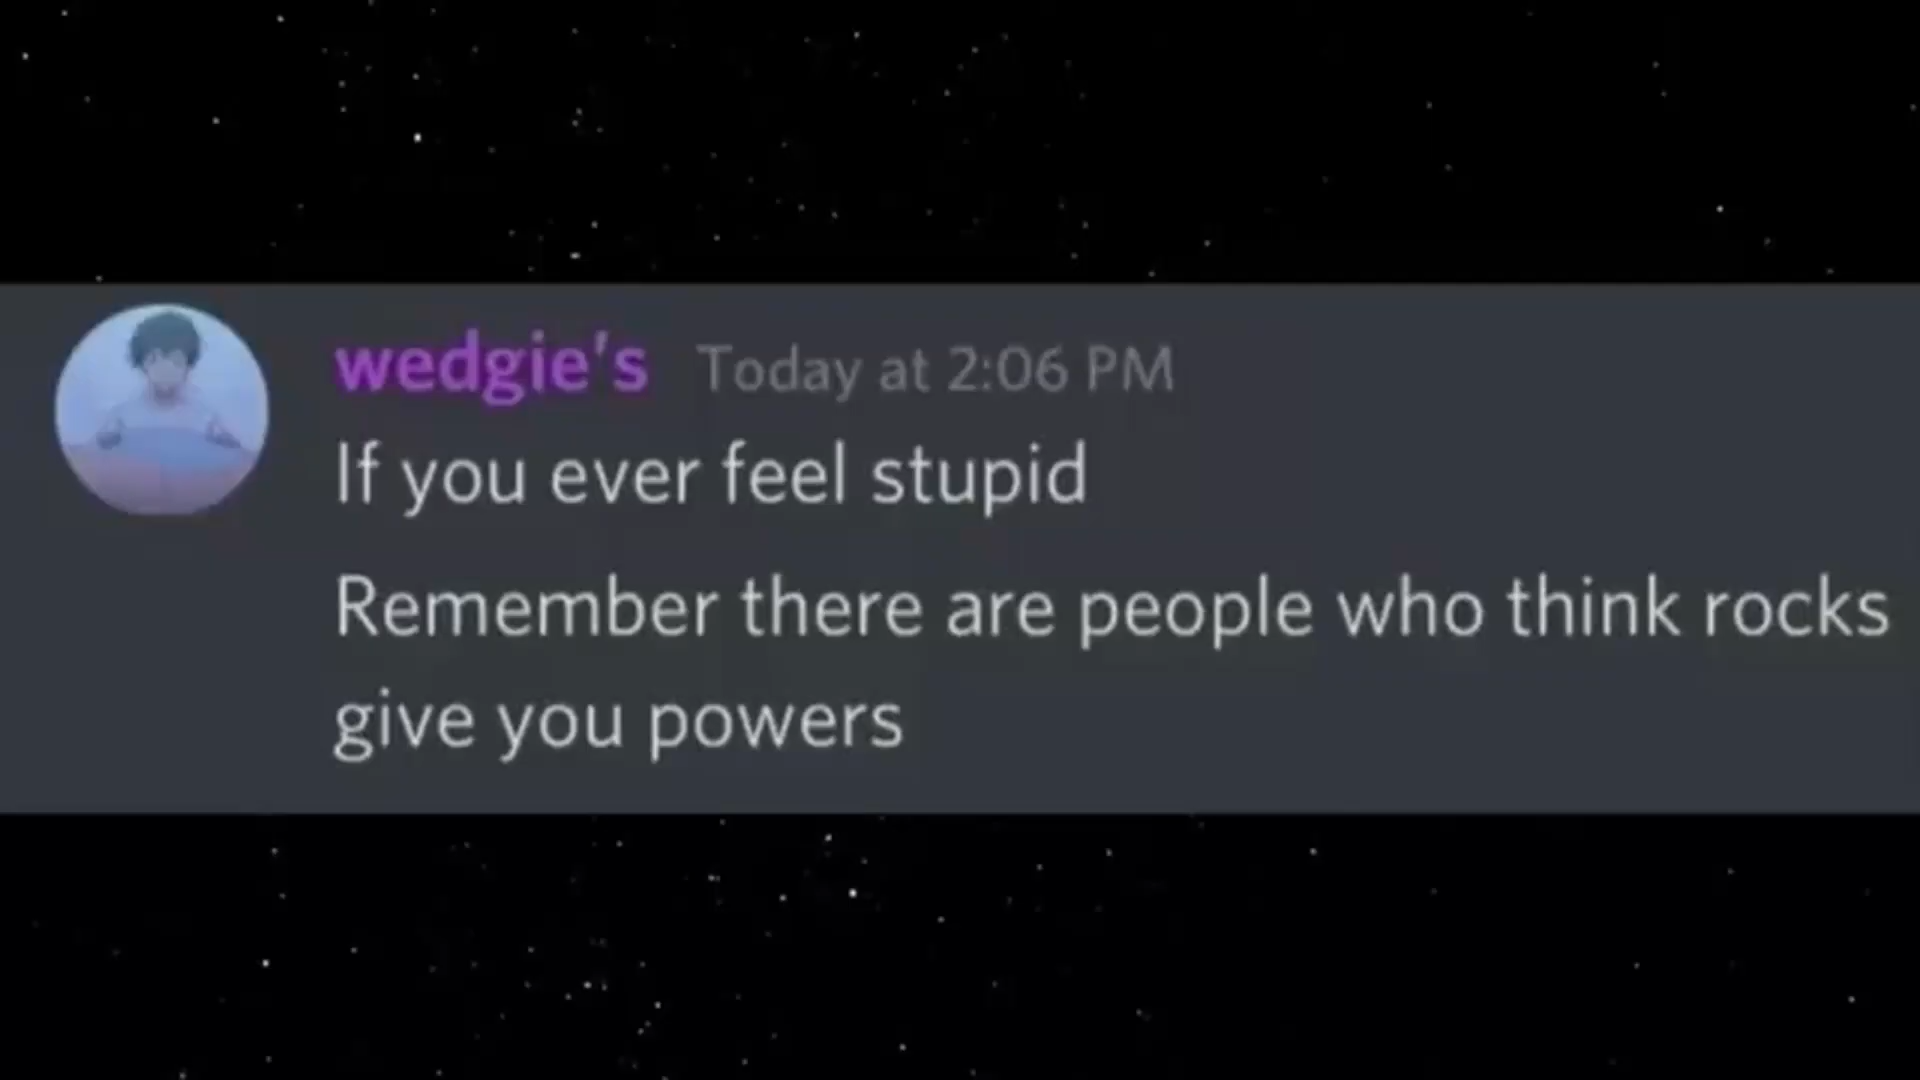 wedgie's Today at 2:06 PM
If you ever feel stupid
Remember there are people who think rocks
give you powers